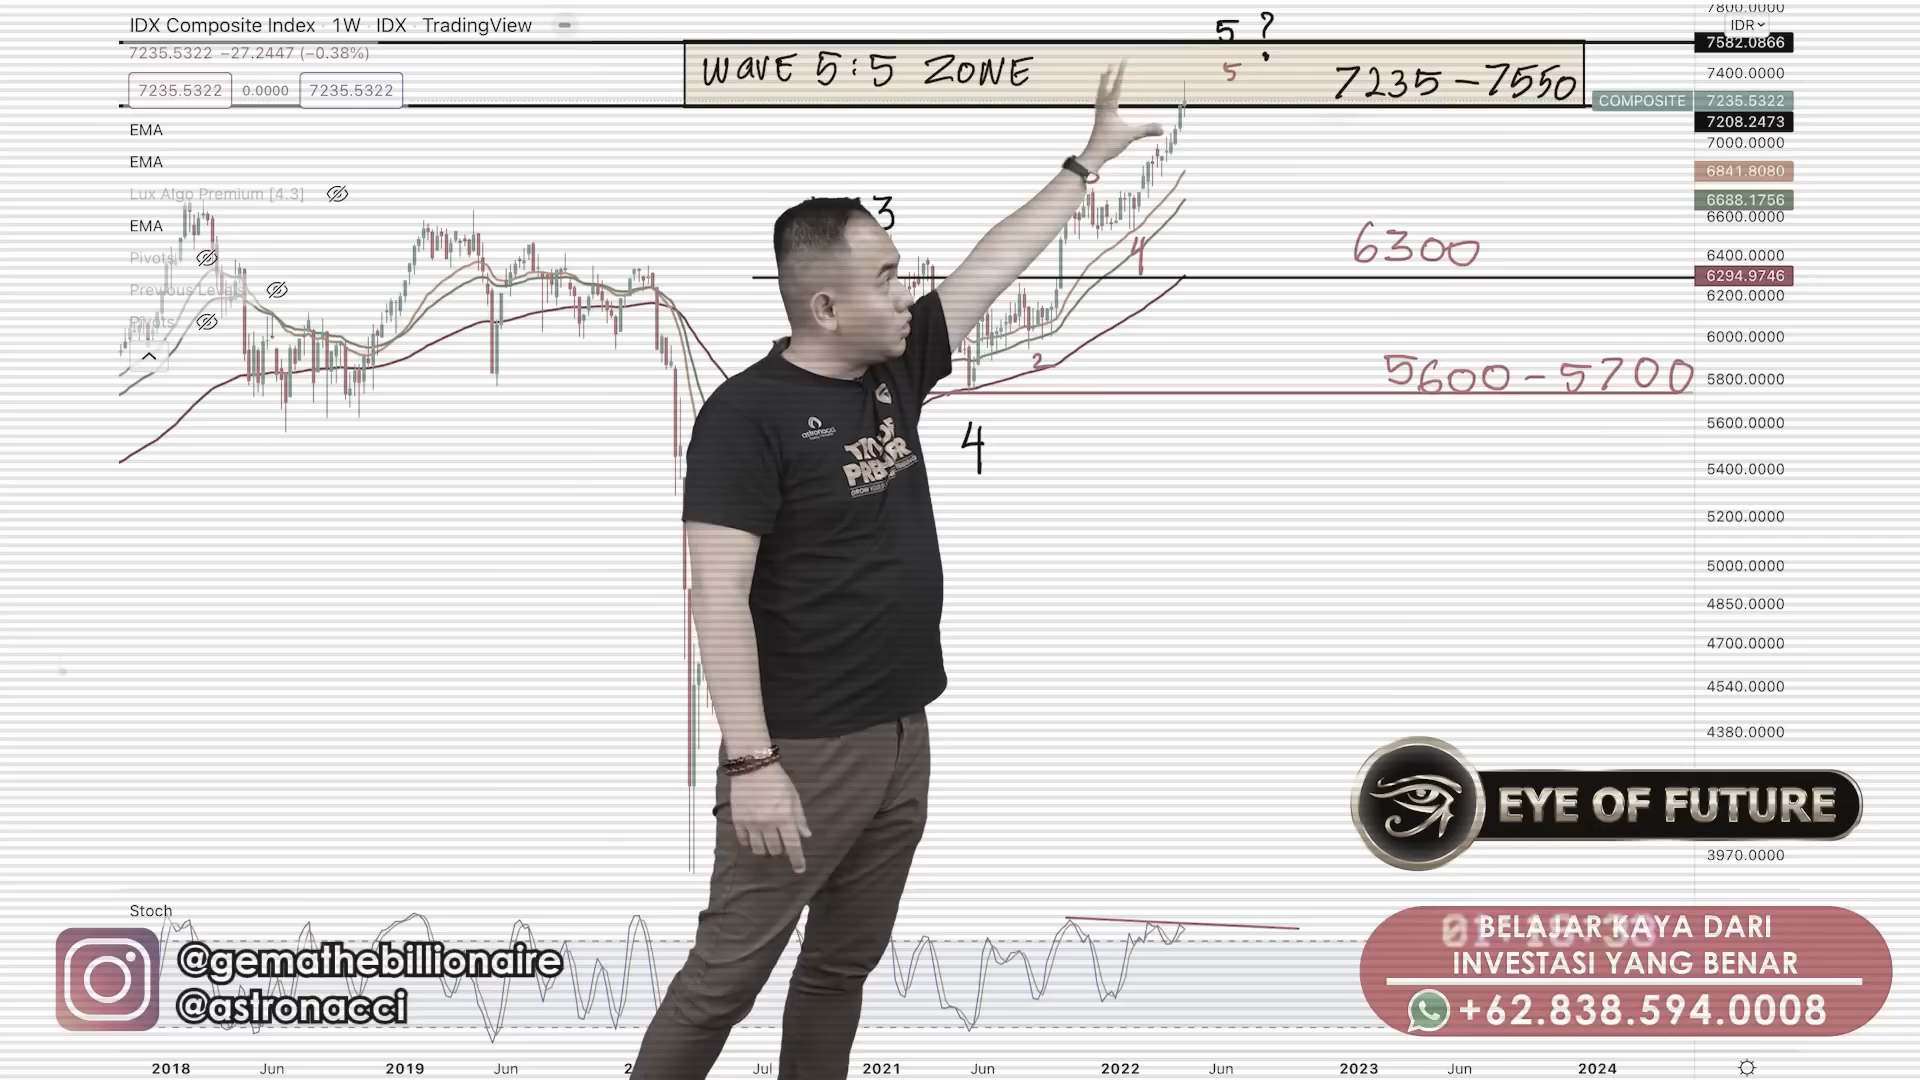 IDX Composite Index · 1W · IDX · TradingView
7235.5322 −27.2447 (−0.38%)
7235.5322 0.0000 7235.5322
EMA
EMA
Lux Algo Premium [4.3]
EMA
Pivots
Previous Levels
Pivots
WAVE 5:5 ZONE
7235 - 7550
5 ?
5
3
4
2
4
6300
5600 - 5700
7800.0000
IDR
7582.0866
7400.0000
COMPOSITE 7235.5322
7208.2473
7000.0000
6841.8080
6688.1756
6600.0000
6400.0000
6294.9746
6200.0000
6000.0000
5800.0000
5600.0000
5400.0000
5200.0000
5000.0000
4850.0000
4700.0000
4540.0000
4380.0000
3970.0000
astronacci
EYE OF FUTURE
Stoch
@gemathebillionaire
@astronacci
BELAJAR KAYA DARI
INVESTASI YANG BENAR
+62.838.594.0008
2018 Jun 2019 Jun Jul 2021 Jun 2022 Jun 2023 Jun 2024